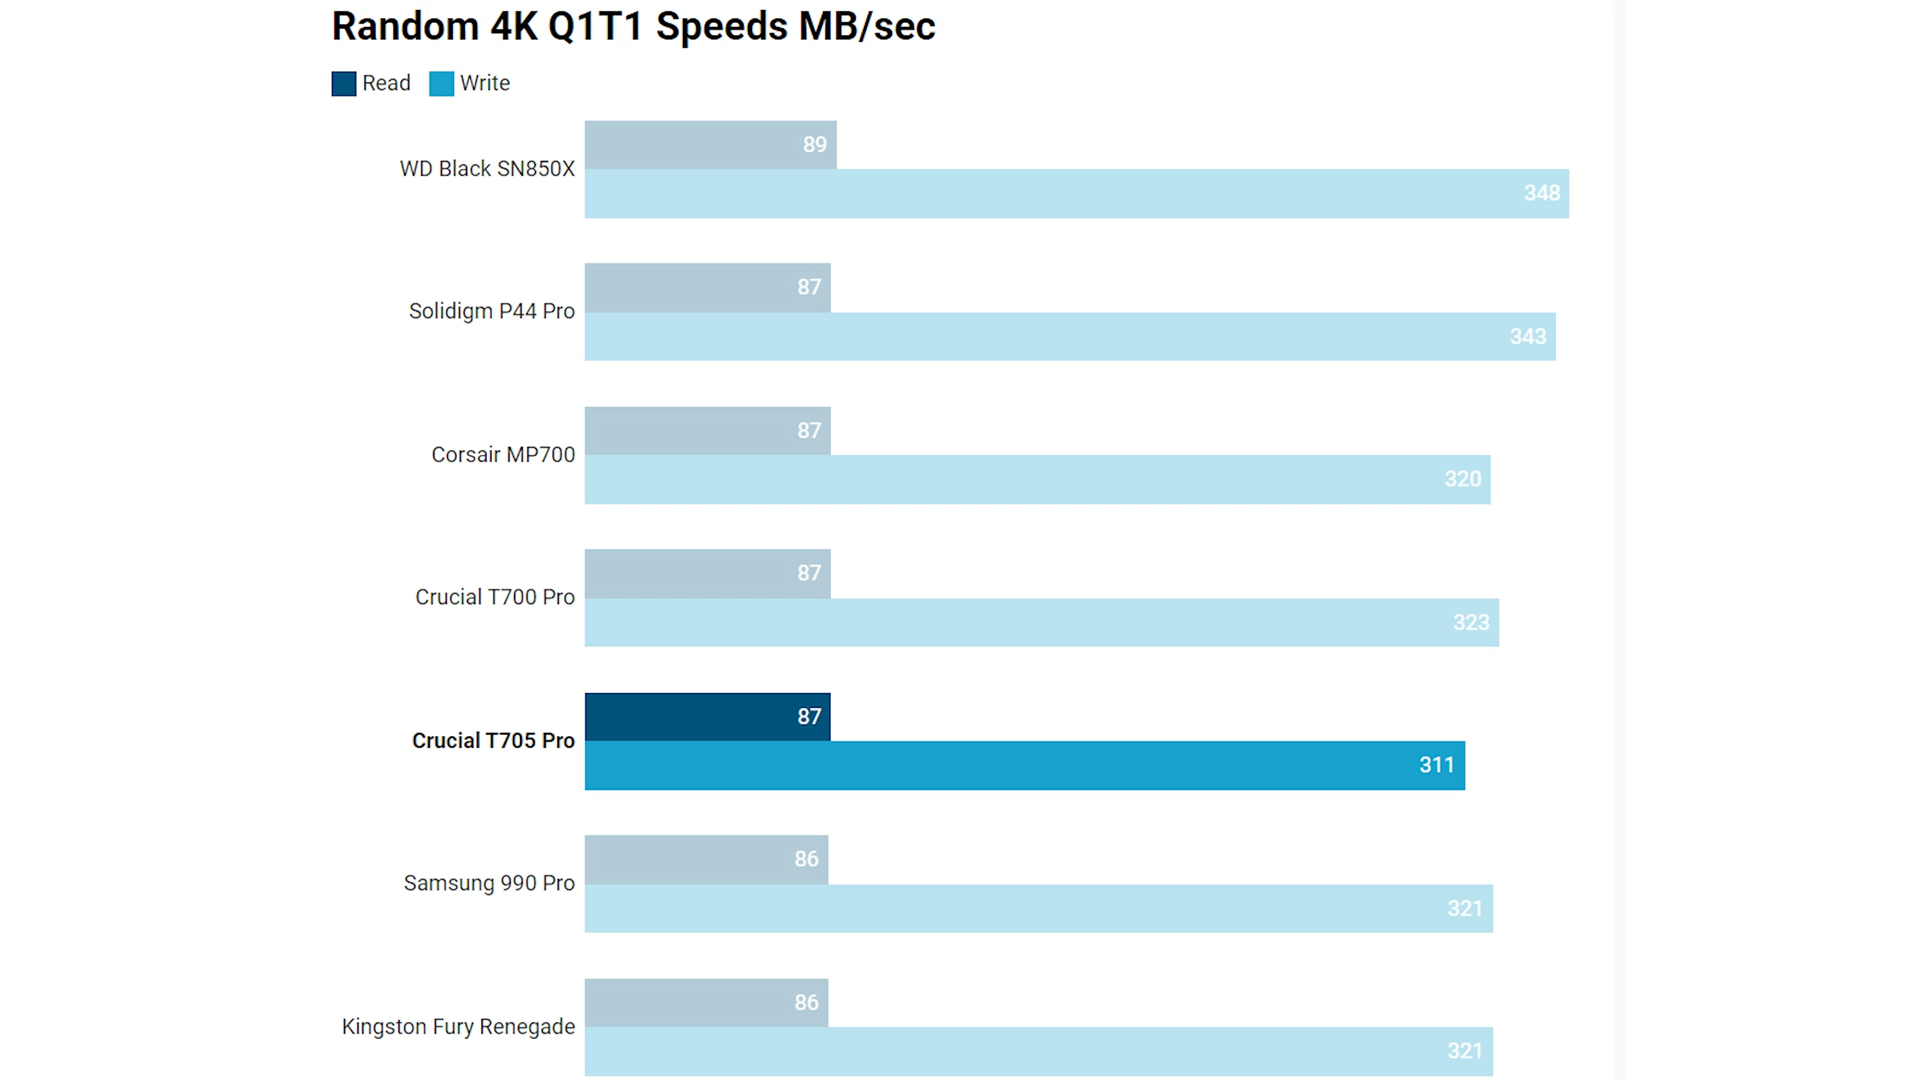 Random 4K Q1T1 Speeds MB/sec
Read Write
WD Black SN850X
89
348
Solidigm P44 Pro
87
343
Corsair MP700
87
320
Crucial T700 Pro
87
323
Crucial T705 Pro
87
311
Samsung 990 Pro
86
321
Kingston Fury Renegade
86
321